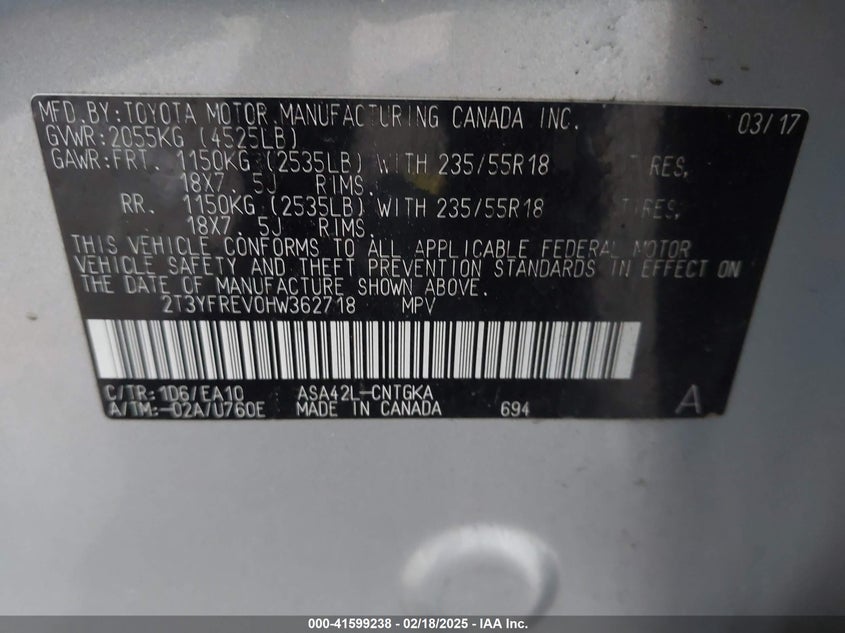 MFD.BY:TOYOTA MOTOR MANUFACTURING CANADA INC. 03/17
GVWR:2055KG (4525LB)
GAWR:FRT. 1150KG (2535LB) WITH 235/55R18 TIRES,
18X7.5J RIMS.
RR. 1150KG (2535LB) WITH 235/55R18 TIRES,
18X7.5J RIMS.
THIS VEHICLE CONFORMS TO ALL APPLICABLE FEDERAL MOTOR
VEHICLE SAFETY AND THEFT PREVENTION STANDARDS IN EFFECT ON
THE DATE OF MANUFACTURE SHOWN ABOVE.
2T3YFREV0HW362718 MPV
C/TR:1D6/EA10 ASA42L-CNTGKA
A/TM:-02A/U760E MADE IN CANADA 694 A
000-41599238 - 02/18/2025 - IAA Inc.